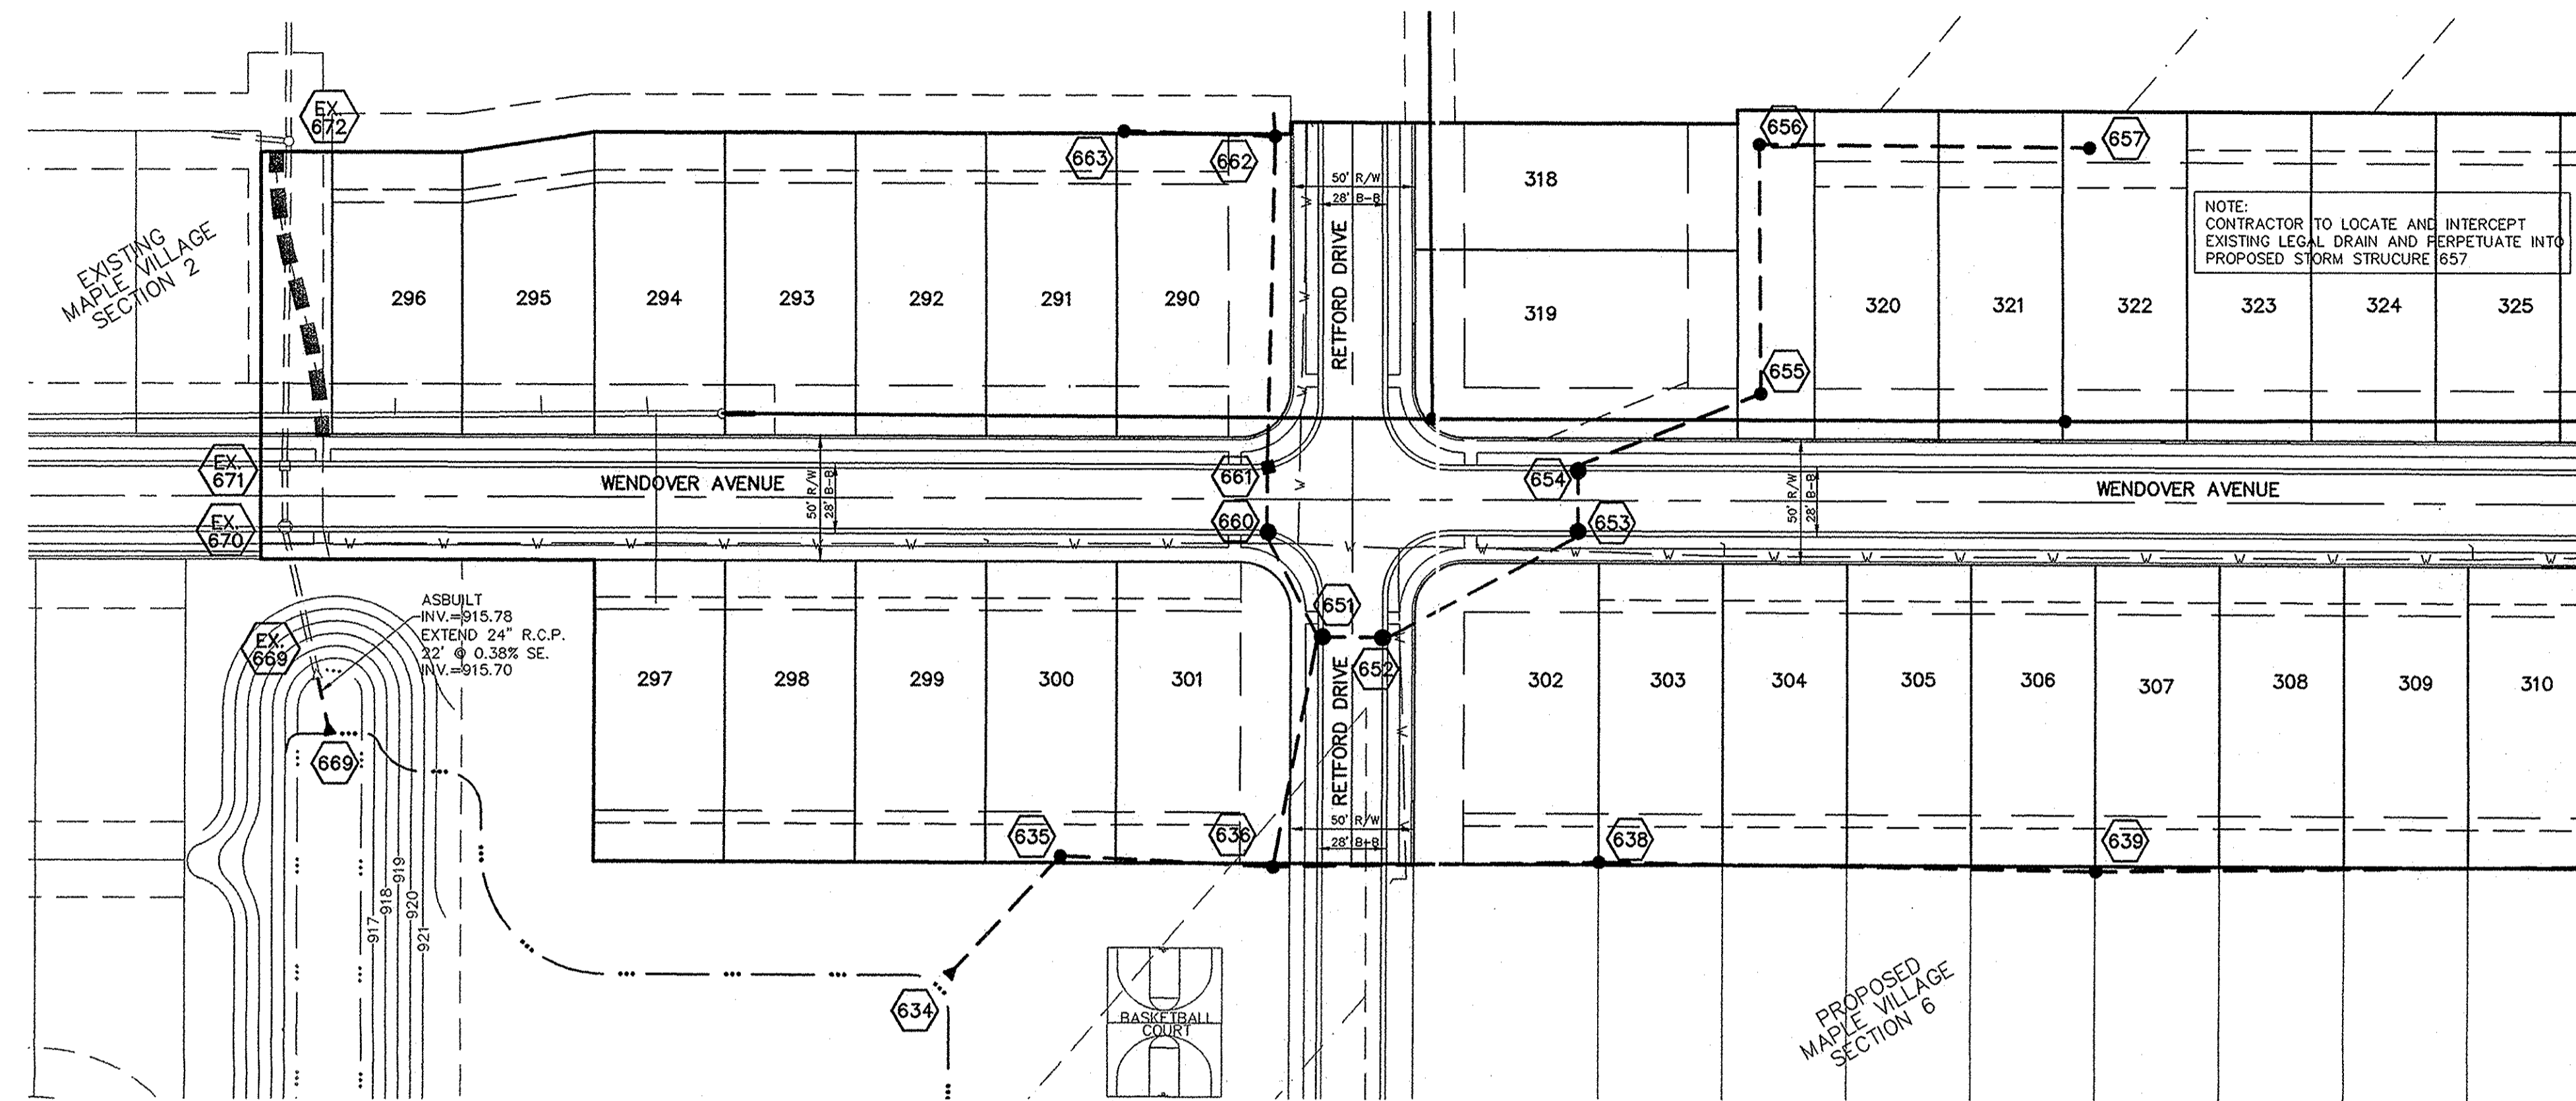 EX.
672
663
662
656
657
50' R/W
28' B-B
318
RETFORD DRIVE
NOTE:
CONTRACTOR TO LOCATE AND INTERCEPT
EXISTING LEGAL DRAIN AND PERPETUATE INTO
PROPOSED STORM STRUCURE 657
EXISTING
MAPLE VILLAGE
SECTION 2
296
295
294
293
292
291
290
319
320
321
322
323
324
325
655
EX.
671
661
654
WENDOVER AVENUE
50' R/W
28' B-B
50' R/W
28' B-B
WENDOVER AVENUE
EX.
670
660
653
W W W W W W W W W W
W W W W W W W W W W W W
ASBUILT
INV.=915.78
EXTEND 24" R.C.P.
22' @ 0.38% SE.
INV.=915.70
651
EX.
669
652
297
298
299
300
301
RETFORD DRIVE
302
303
304
305
306
307
308
309
310
669
635
636
50' R/W
28' B-B
638
639
917
918
919
920
921
634
BASKETBALL
COURT
PROPOSED
MAPLE VILLAGE
SECTION 6